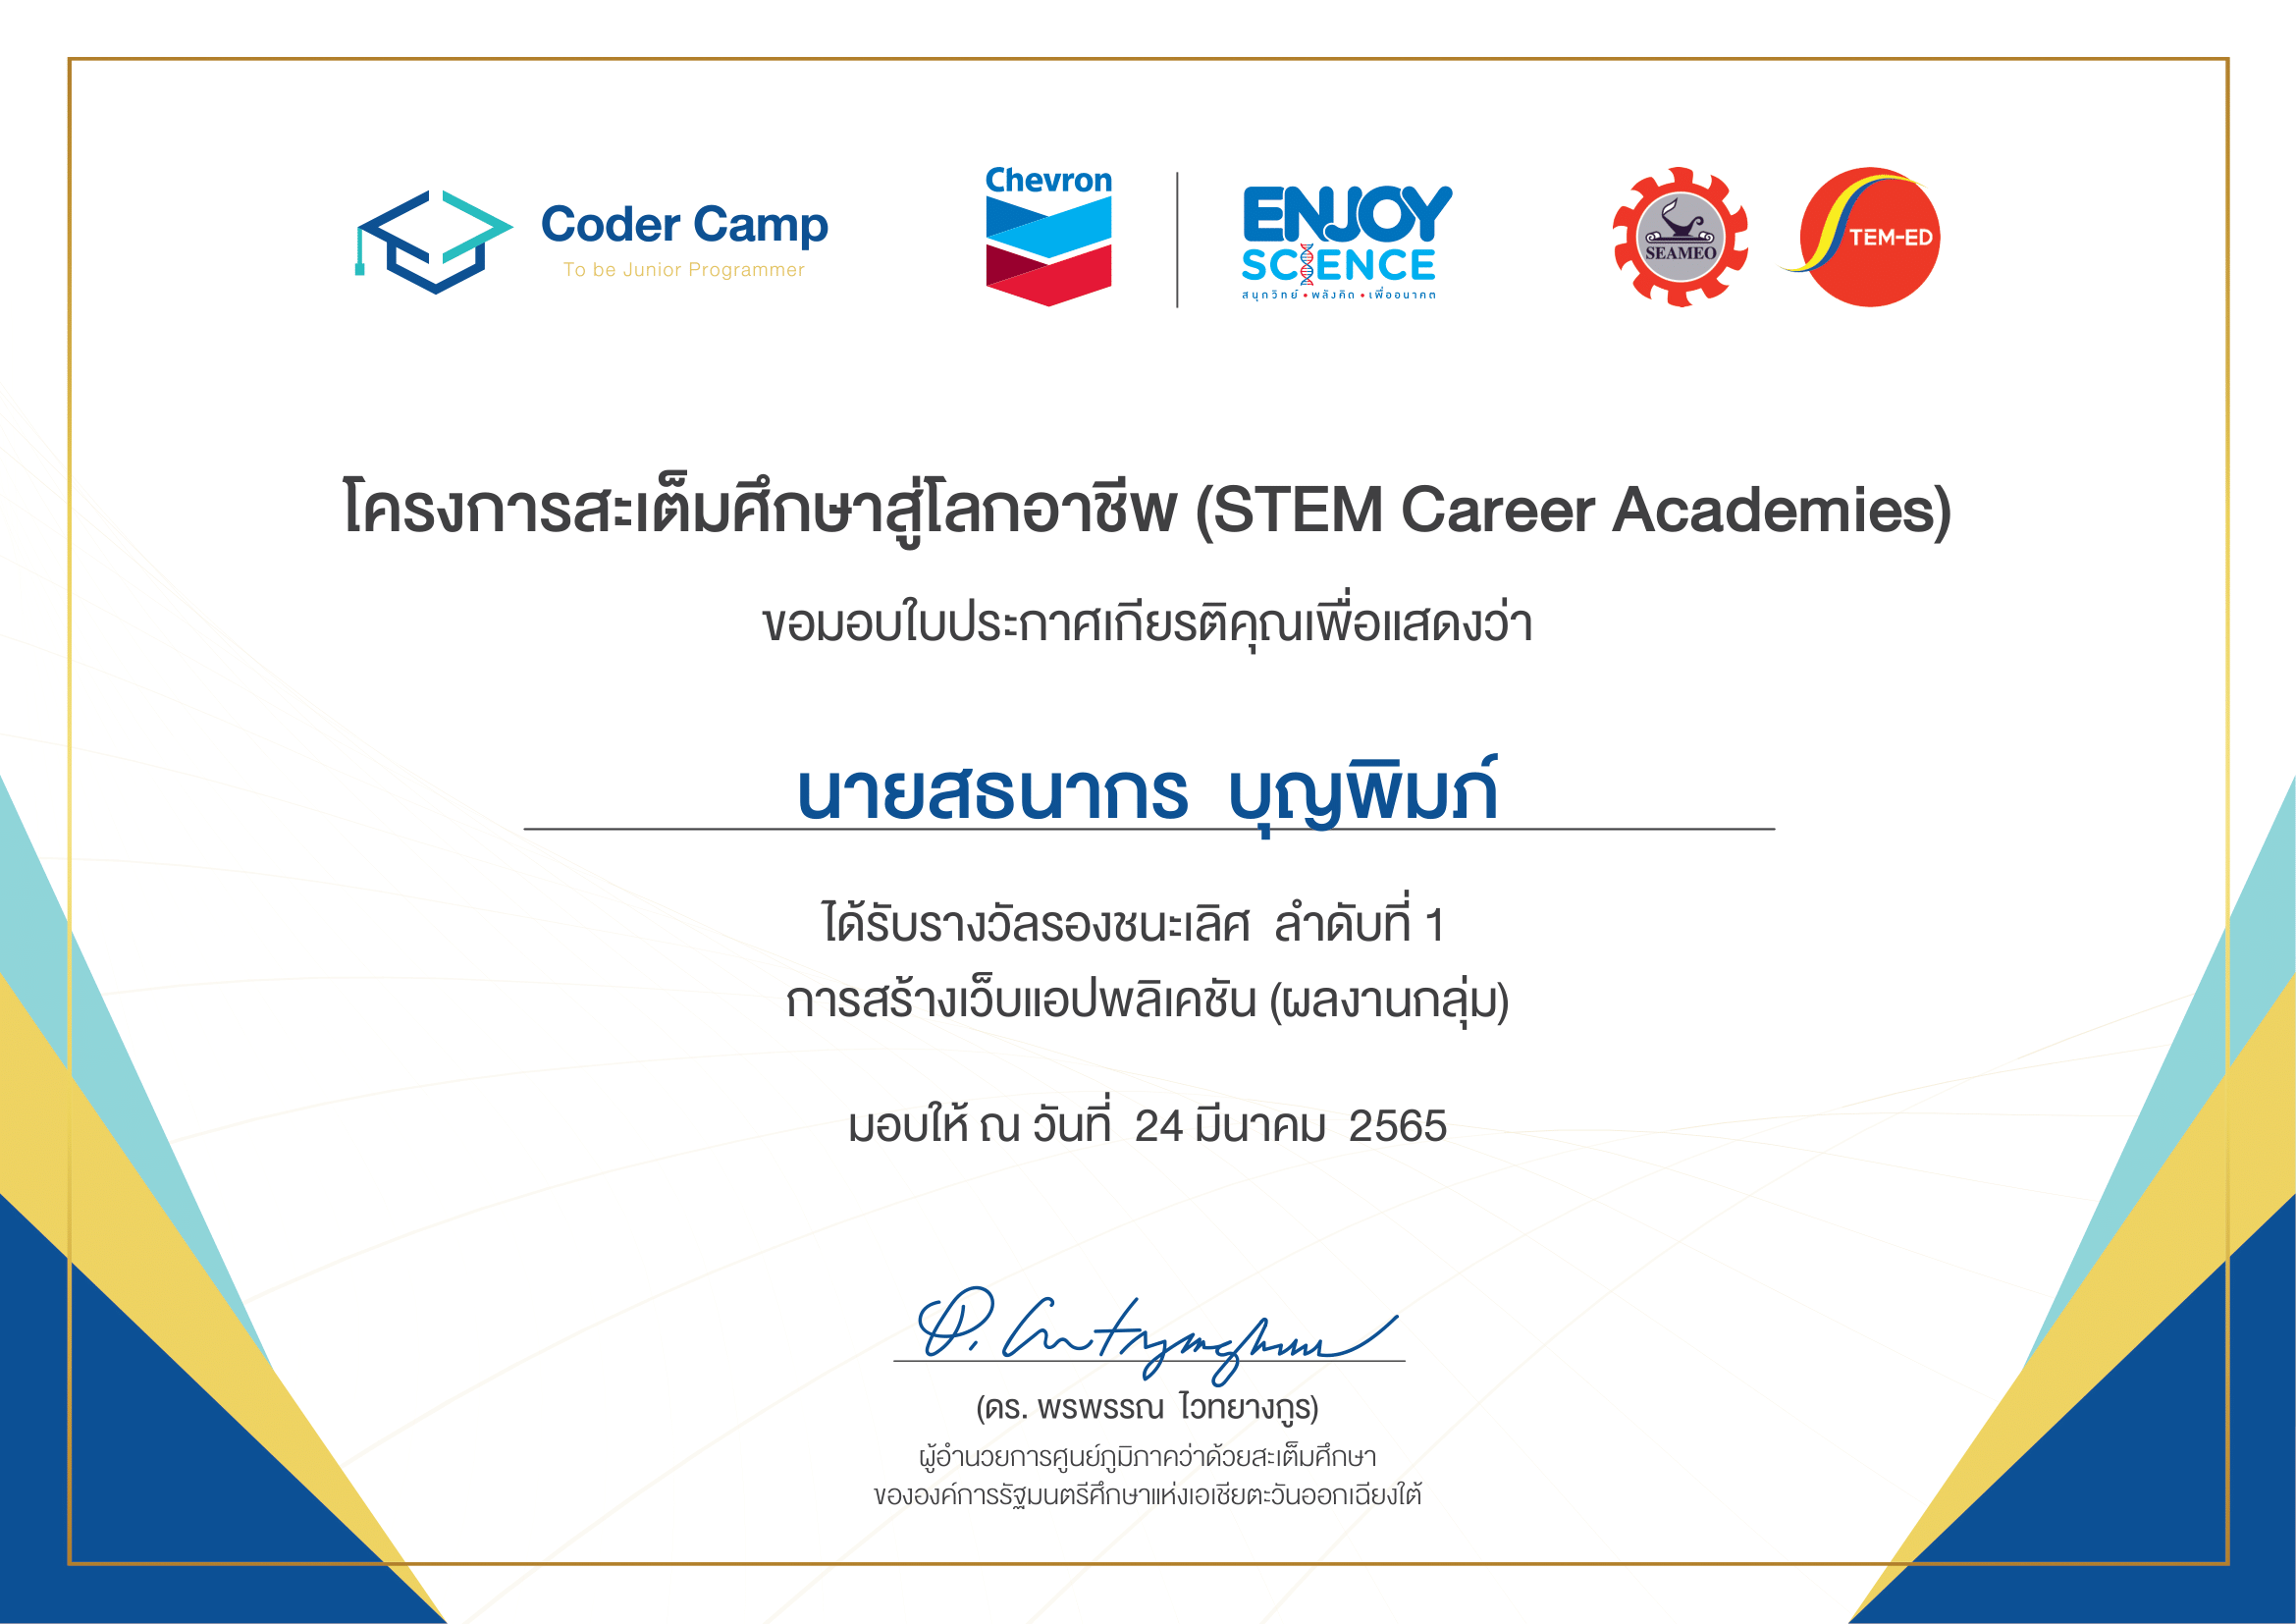 Coder Camp
To be Junior Programmer
Chevron
ENJOY
SCIENCE
สนุกวิทย์ • พลังคิด • เพื่ออนาคต
SEAMEO
STEM-ED
โครงการสะเต็มศึกษาสู่โลกอาชีพ (STEM Career Academies)
ขอมอบใบประกาศเกียรติคุณเพื่อแสดงว่า
นายสธนากร บุญพิมภ์
ได้รับรางวัลรองชนะเลิศ ลำดับที่ 1
การสร้างเว็บแอปพลิเคชัน (ผลงานกลุ่ม)
มอบให้ ณ วันที่ 24 มีนาคม 2565
(ดร. พรพรรณ ไวทยางกูร)
ผู้อำนวยการศูนย์ภูมิภาคว่าด้วยสะเต็มศึกษา
ขององค์การรัฐมนตรีศึกษาแห่งเอเชียตะวันออกเฉียงใต้